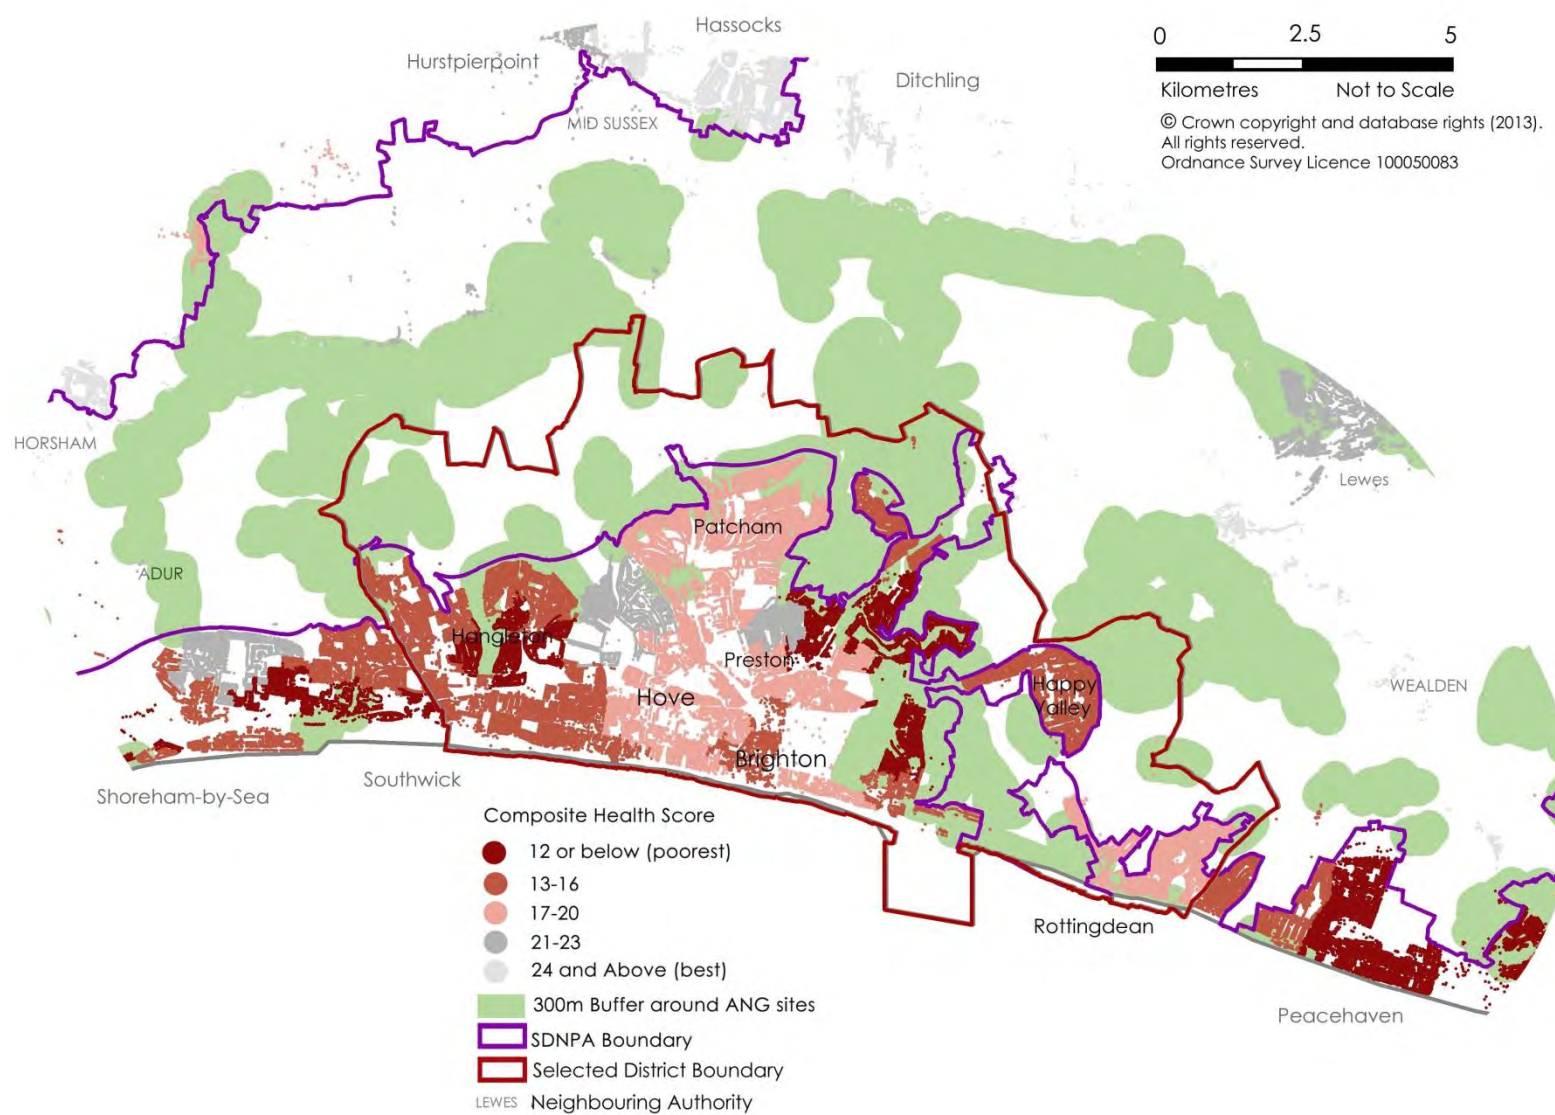 Hassocks
Hurstpierpoint
Ditchling
MID SUSSEX
0 2.5 5
Kilometres Not to Scale
© Crown copyright and database rights (2013).
All rights reserved.
Ordnance Survey Licence 100050083
HORSHAM
Lewes
Patcham
ADUR
Hangleton
Preston
Hove
Happy
Valley
WEALDEN
Brighton
Southwick
Shoreham-by-Sea
Rottingdean
Peacehaven
Composite Health Score
12 or below (poorest)
13-16
17-20
21-23
24 and Above (best)
300m Buffer around ANG sites
SDNPA Boundary
Selected District Boundary
LEWES Neighbouring Authority